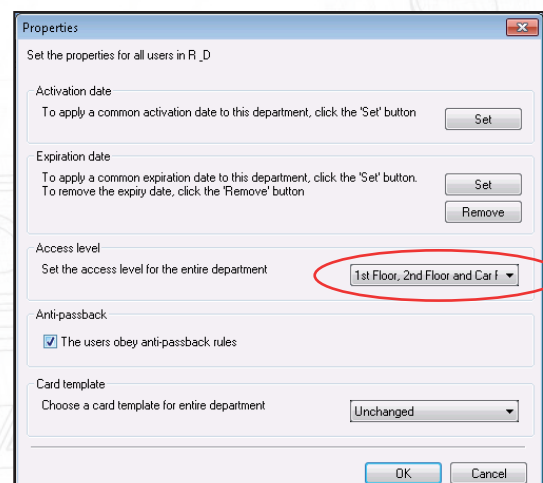 Properties
Set the properties for all users in R_D
Activation date
To apply a common activation date to this department, click the 'Set' button
Set
Expiration date
To apply a common expiration date to this department, click the 'Set' button.
To remove the expiry date, click the 'Remove' button
Set
Remove
Access level
Set the access level for the entire department
1st Floor, 2nd Floor and Car F
Anti-passback
The users obey anti-passback rules
Card template
Choose a card template for entire department
Unchanged
OK
Cancel